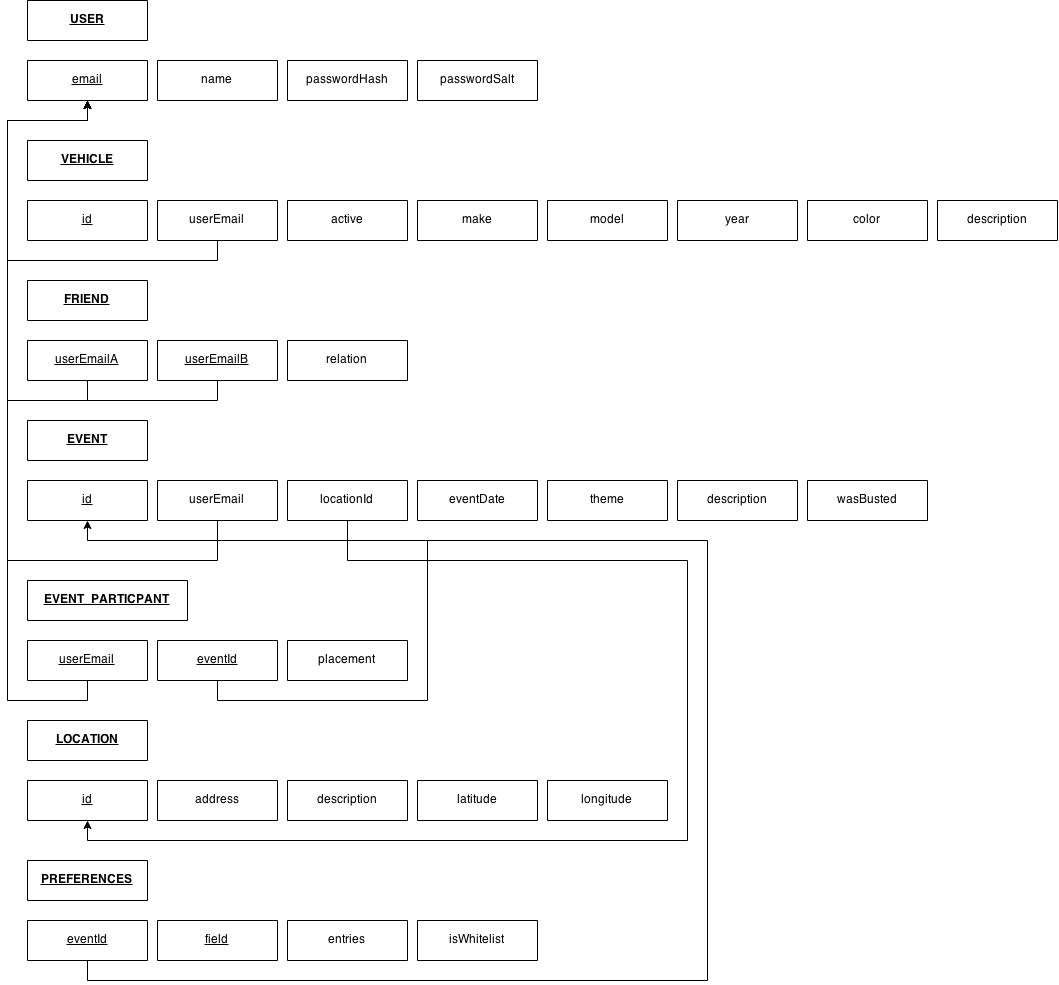 USER
email name passwordHash passwordSalt
VEHICLE
id userEmail active make model year color description
FRIEND
userEmailA userEmailB relation
EVENT
id userEmail locationId eventDate theme description wasBusted
EVENT_PARTICPANT
userEmail eventId placement
LOCATION
id address description latitude longitude
PREFERENCES
eventId field entries isWhitelist